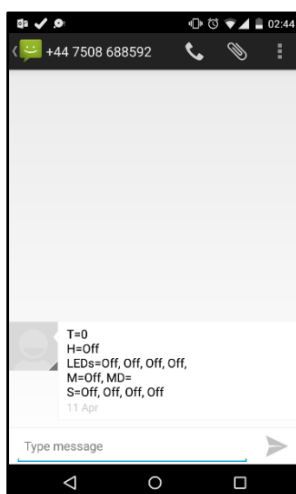 02:44
+44 7508 688592
T=0
H=Off
LEDs=Off, Off, Off, Off,
M=Off, MD=
S=Off, Off, Off, Off
11 Apr
Type message